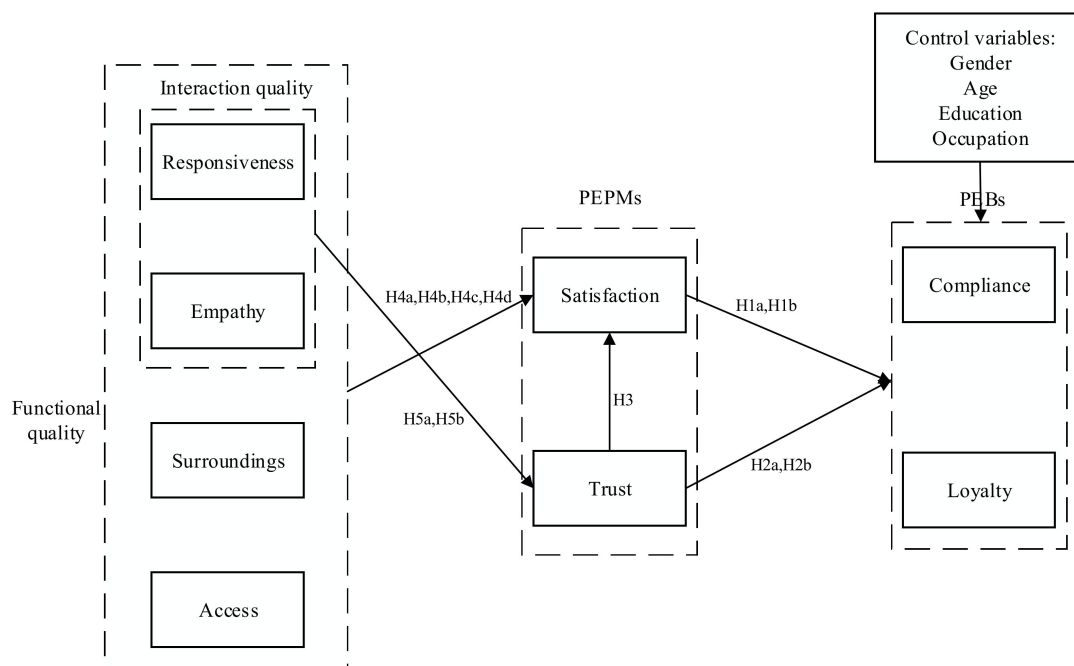 Control variables:
Gender
Age
Education
Occupation
Interaction quality
Responsiveness
Empathy
Functional
quality
Surroundings
Access
H4a,H4b,H4c,H4d
H5a,H5b
PEPMs
Satisfaction
H3
Trust
H1a,H1b
H2a,H2b
PEBs
Compliance
Loyalty